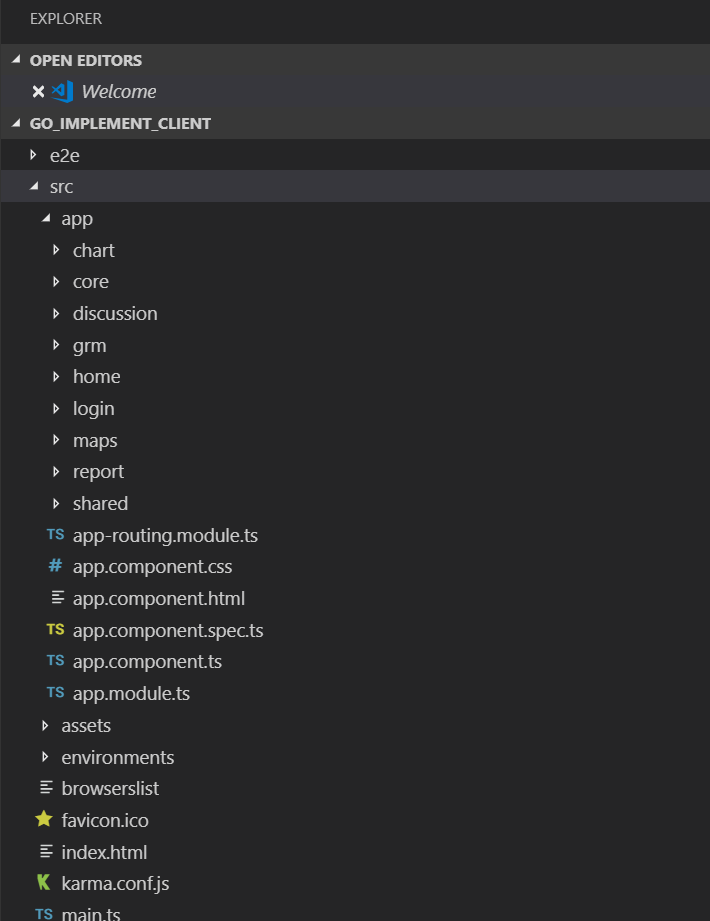 EXPLORER
OPEN EDITORS
Welcome
GO_IMPLEMENT_CLIENT
e2e
src
app
chart
core
discussion
grm
home
login
maps
report
shared
TS app-routing.module.ts
# app.component.css
app.component.html
TS app.component.spec.ts
TS app.component.ts
TS app.module.ts
assets
environments
browserslist
favicon.ico
index.html
K karma.conf.js
TS main.ts